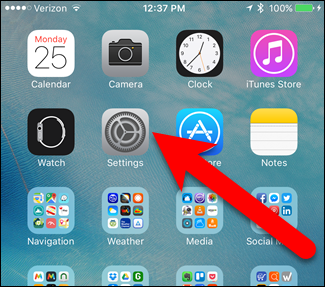 Verizon 12:37 PM 100%
Monday
25
Calendar Camera Clock iTunes Store
Watch Settings Store Notes
Navigation Weather Media Social